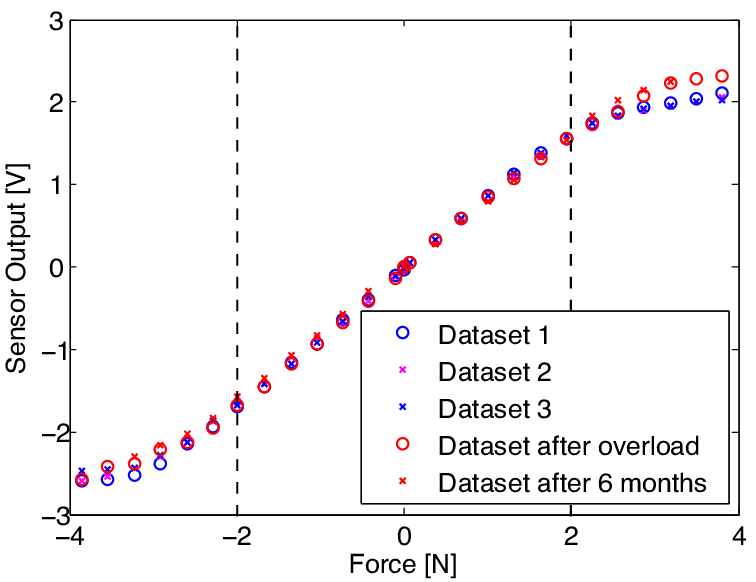 3
2
1
0
−1
−2
−3
Sensor Output [V]
Dataset 1
Dataset 2
Dataset 3
Dataset after overload
Dataset after 6 months
−4
−2
0
2
4
Force [N]